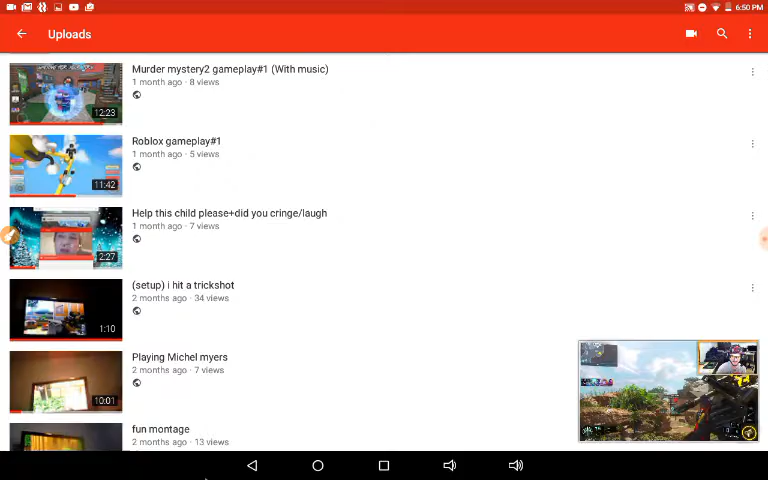 6:50 PM
Uploads
Murder mystery2 gameplay#1 (With music)
1 month ago · 8 views
12:23
Roblox gameplay#1
1 month ago · 5 views
11:42
Help this child please+did you cringe/laugh
1 month ago · 7 views
2:27
(setup) i hit a trickshot
2 months ago · 34 views
1:10
Playing Michel myers
2 months ago · 7 views
10:01
fun montage
2 months ago · 13 views